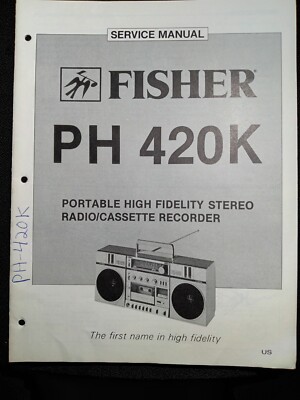 SERVICE MANUAL
FISHER
PH 420K
PORTABLE HIGH FIDELITY STEREO
RADIO/CASSETTE RECORDER
PH-420K
The first name in high fidelity
US